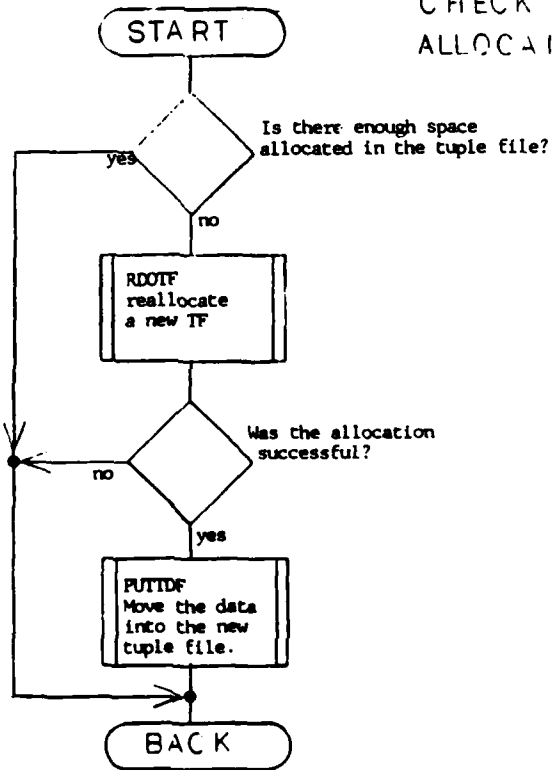 CHECK
START
Is there enough space
allocated in the tuple file?
yes
no
RDOTF
reallocate
a new TF
Was the allocation
successful?
no
yes
PUTTDF
Move the data
into the new
tuple file.
BACK